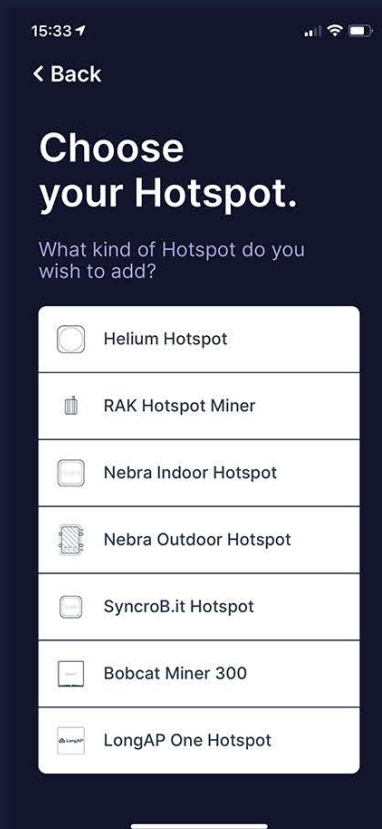 15:33
Back
Choose
your Hotspot.
What kind of Hotspot do you
wish to add?
Helium Hotspot
RAK Hotspot Miner
Nebra Indoor Hotspot
Nebra Outdoor Hotspot
SyncroB.it Hotspot
Bobcat Miner 300
LongAP
LongAP One Hotspot